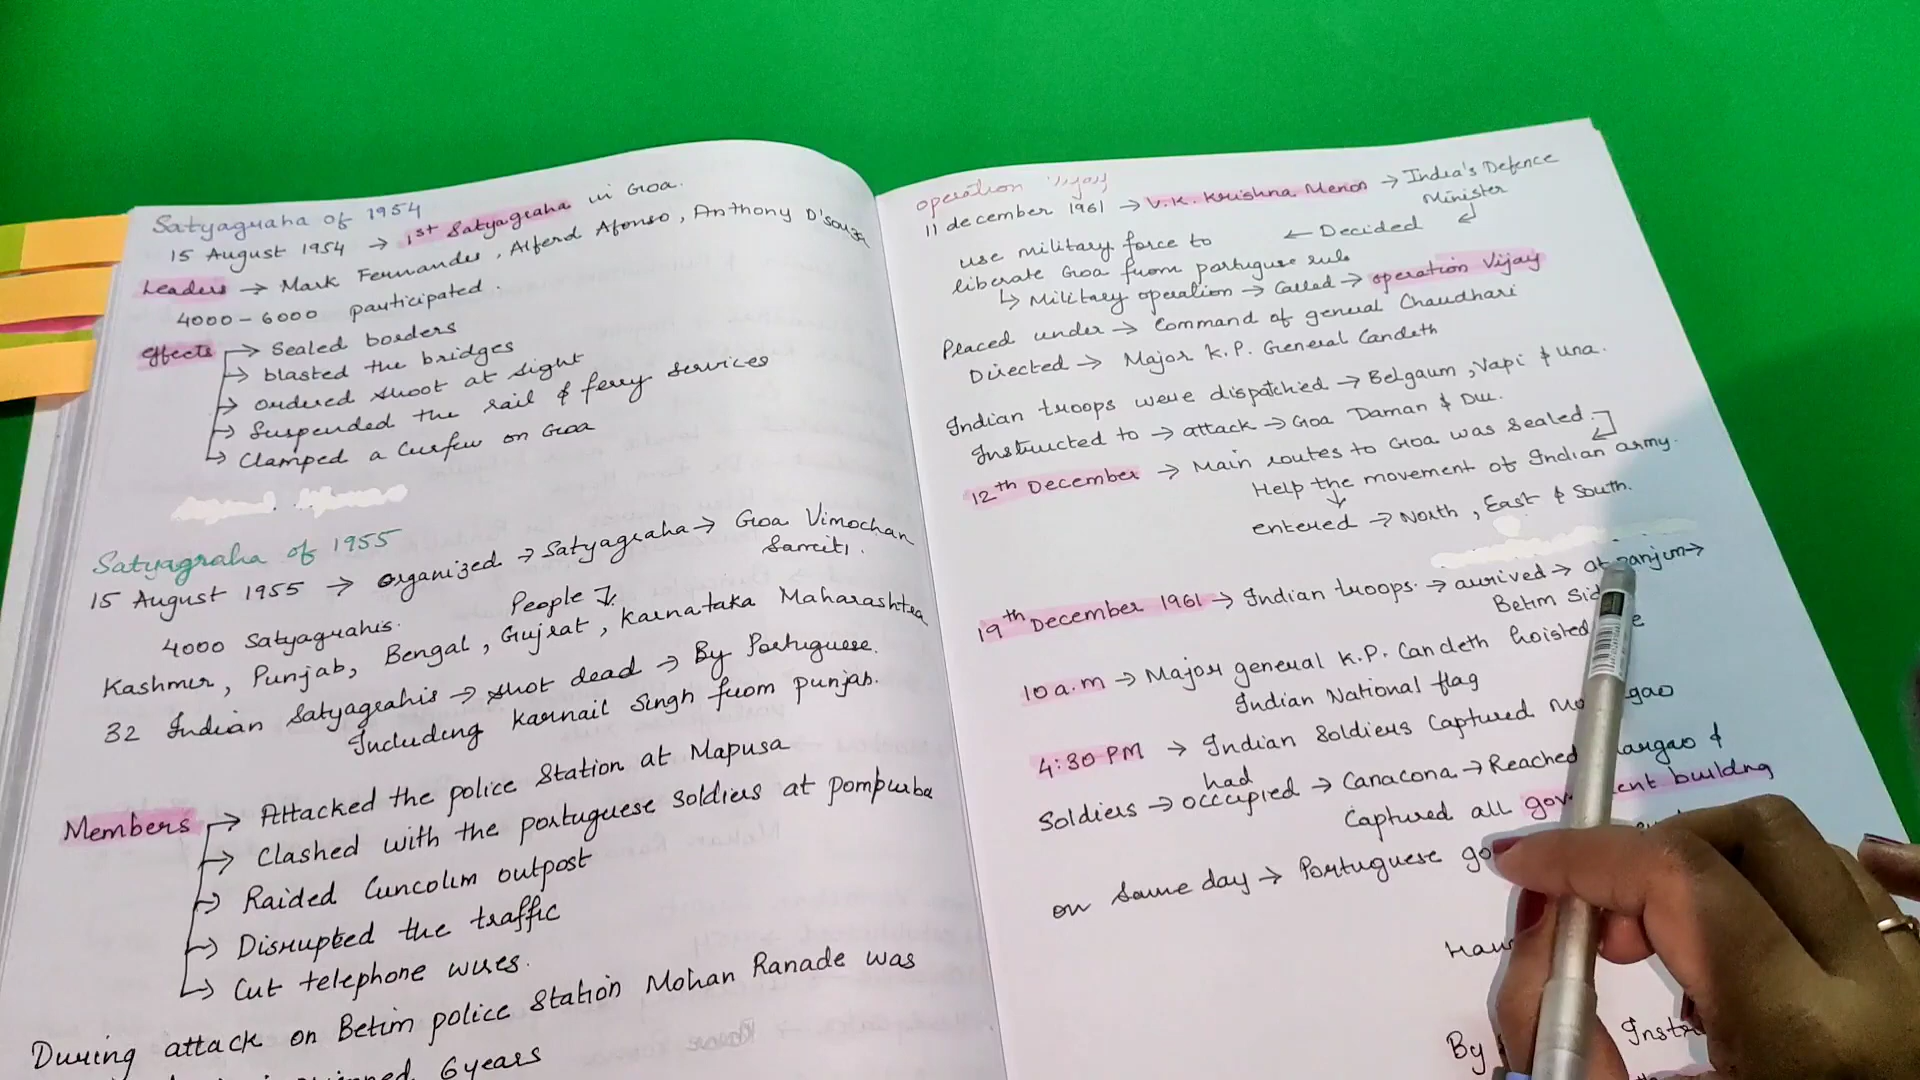 Satyagraha of 1954
15 August 1954 → 1st Satyagraha in Goa.
Leaders → Mark Fernandes, Alferd Afonso, Anthony D'souza
4000-6000 participated.
effects → Sealed borders
→ blasted the bridges
→ ordered shoot at sight
→ Suspended the rail & ferry services
→ Clamped a Curfew on Goa
Satyagraha of 1955
15 August 1955 → organized → Satyagraha → Goa Vimochan
Samiti.
4000 Satyagrahis. People ↓
Kashmir, Punjab, Bengal, Gujrat, Karnataka Maharashtra
32 Indian Satyagrahis → shot dead → By Portuguese.
Including Karnail Singh from punjab.
Members → Attacked the police Station at Mapusa
→ Clashed with the portuguese soldiers at pompurba
→ Raided Cuncolim outpost
→ Disrupted the traffic
→ Cut telephone wires.
During attack on Betim police Station Mohan Ranade was
6 years
operation vijay
11 december 1961 → V.K. Krishna Menon → India's Defence
Minister
use military force to ← Decided ↵
liberate Goa from portuguse rule
↳ Military operation → Called → operation Vijay
Placed under → Command of general Chaudhari
Directed → Major K.P. General Candeth
Indian troops were dispatched → Belgaum, Vapi & Una.
Instructed to → attack → Goa Daman & Diu.
12th December → Main routes to Goa was sealed.
Help the movement of Indian army.
entered → North, East & South.
19th December 1961 → Indian troops → arrived → at panjim →
Betim
10 a.m → Major general K.P. Candeth hoisted
Indian National flag
4:30 PM → Indian Soldiers Captured
Soldiers → had occupied → Canacona → Reached &
Captured all building
on same day → Portuguese
By